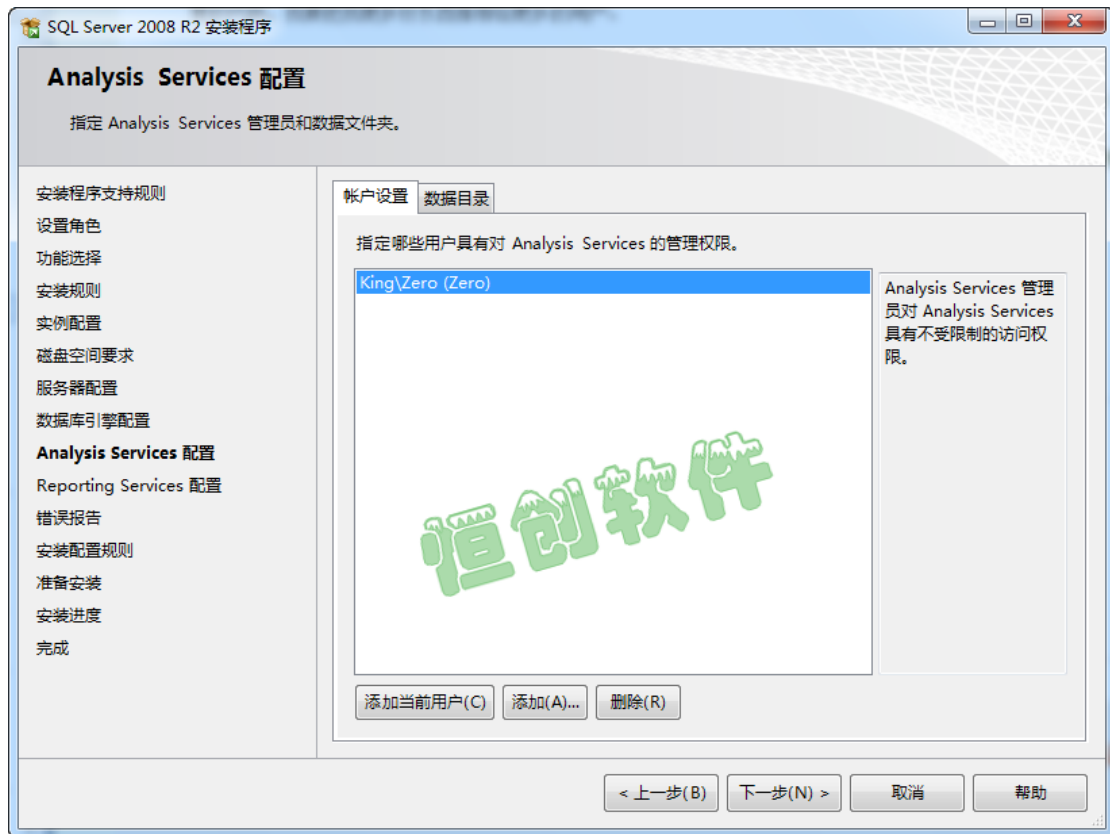 SQL Server 2008 R2 安装程序
Analysis Services 配置
指定 Analysis Services 管理员和数据文件夹。
安装程序支持规则
设置角色
功能选择
安装规则
实例配置
磁盘空间要求
服务器配置
数据库引擎配置
Analysis Services 配置
Reporting Services 配置
错误报告
安装配置规则
准备安装
安装进度
完成
帐户设置
数据目录
指定哪些用户具有对 Analysis Services 的管理权限。
King\Zero (Zero)
Analysis Services 管理
员对 Analysis Services
具有不受限制的访问权
限。
恒创软件
添加当前用户(C)
添加(A)...
删除(R)
< 上一步(B)
下一步(N) >
取消
帮助